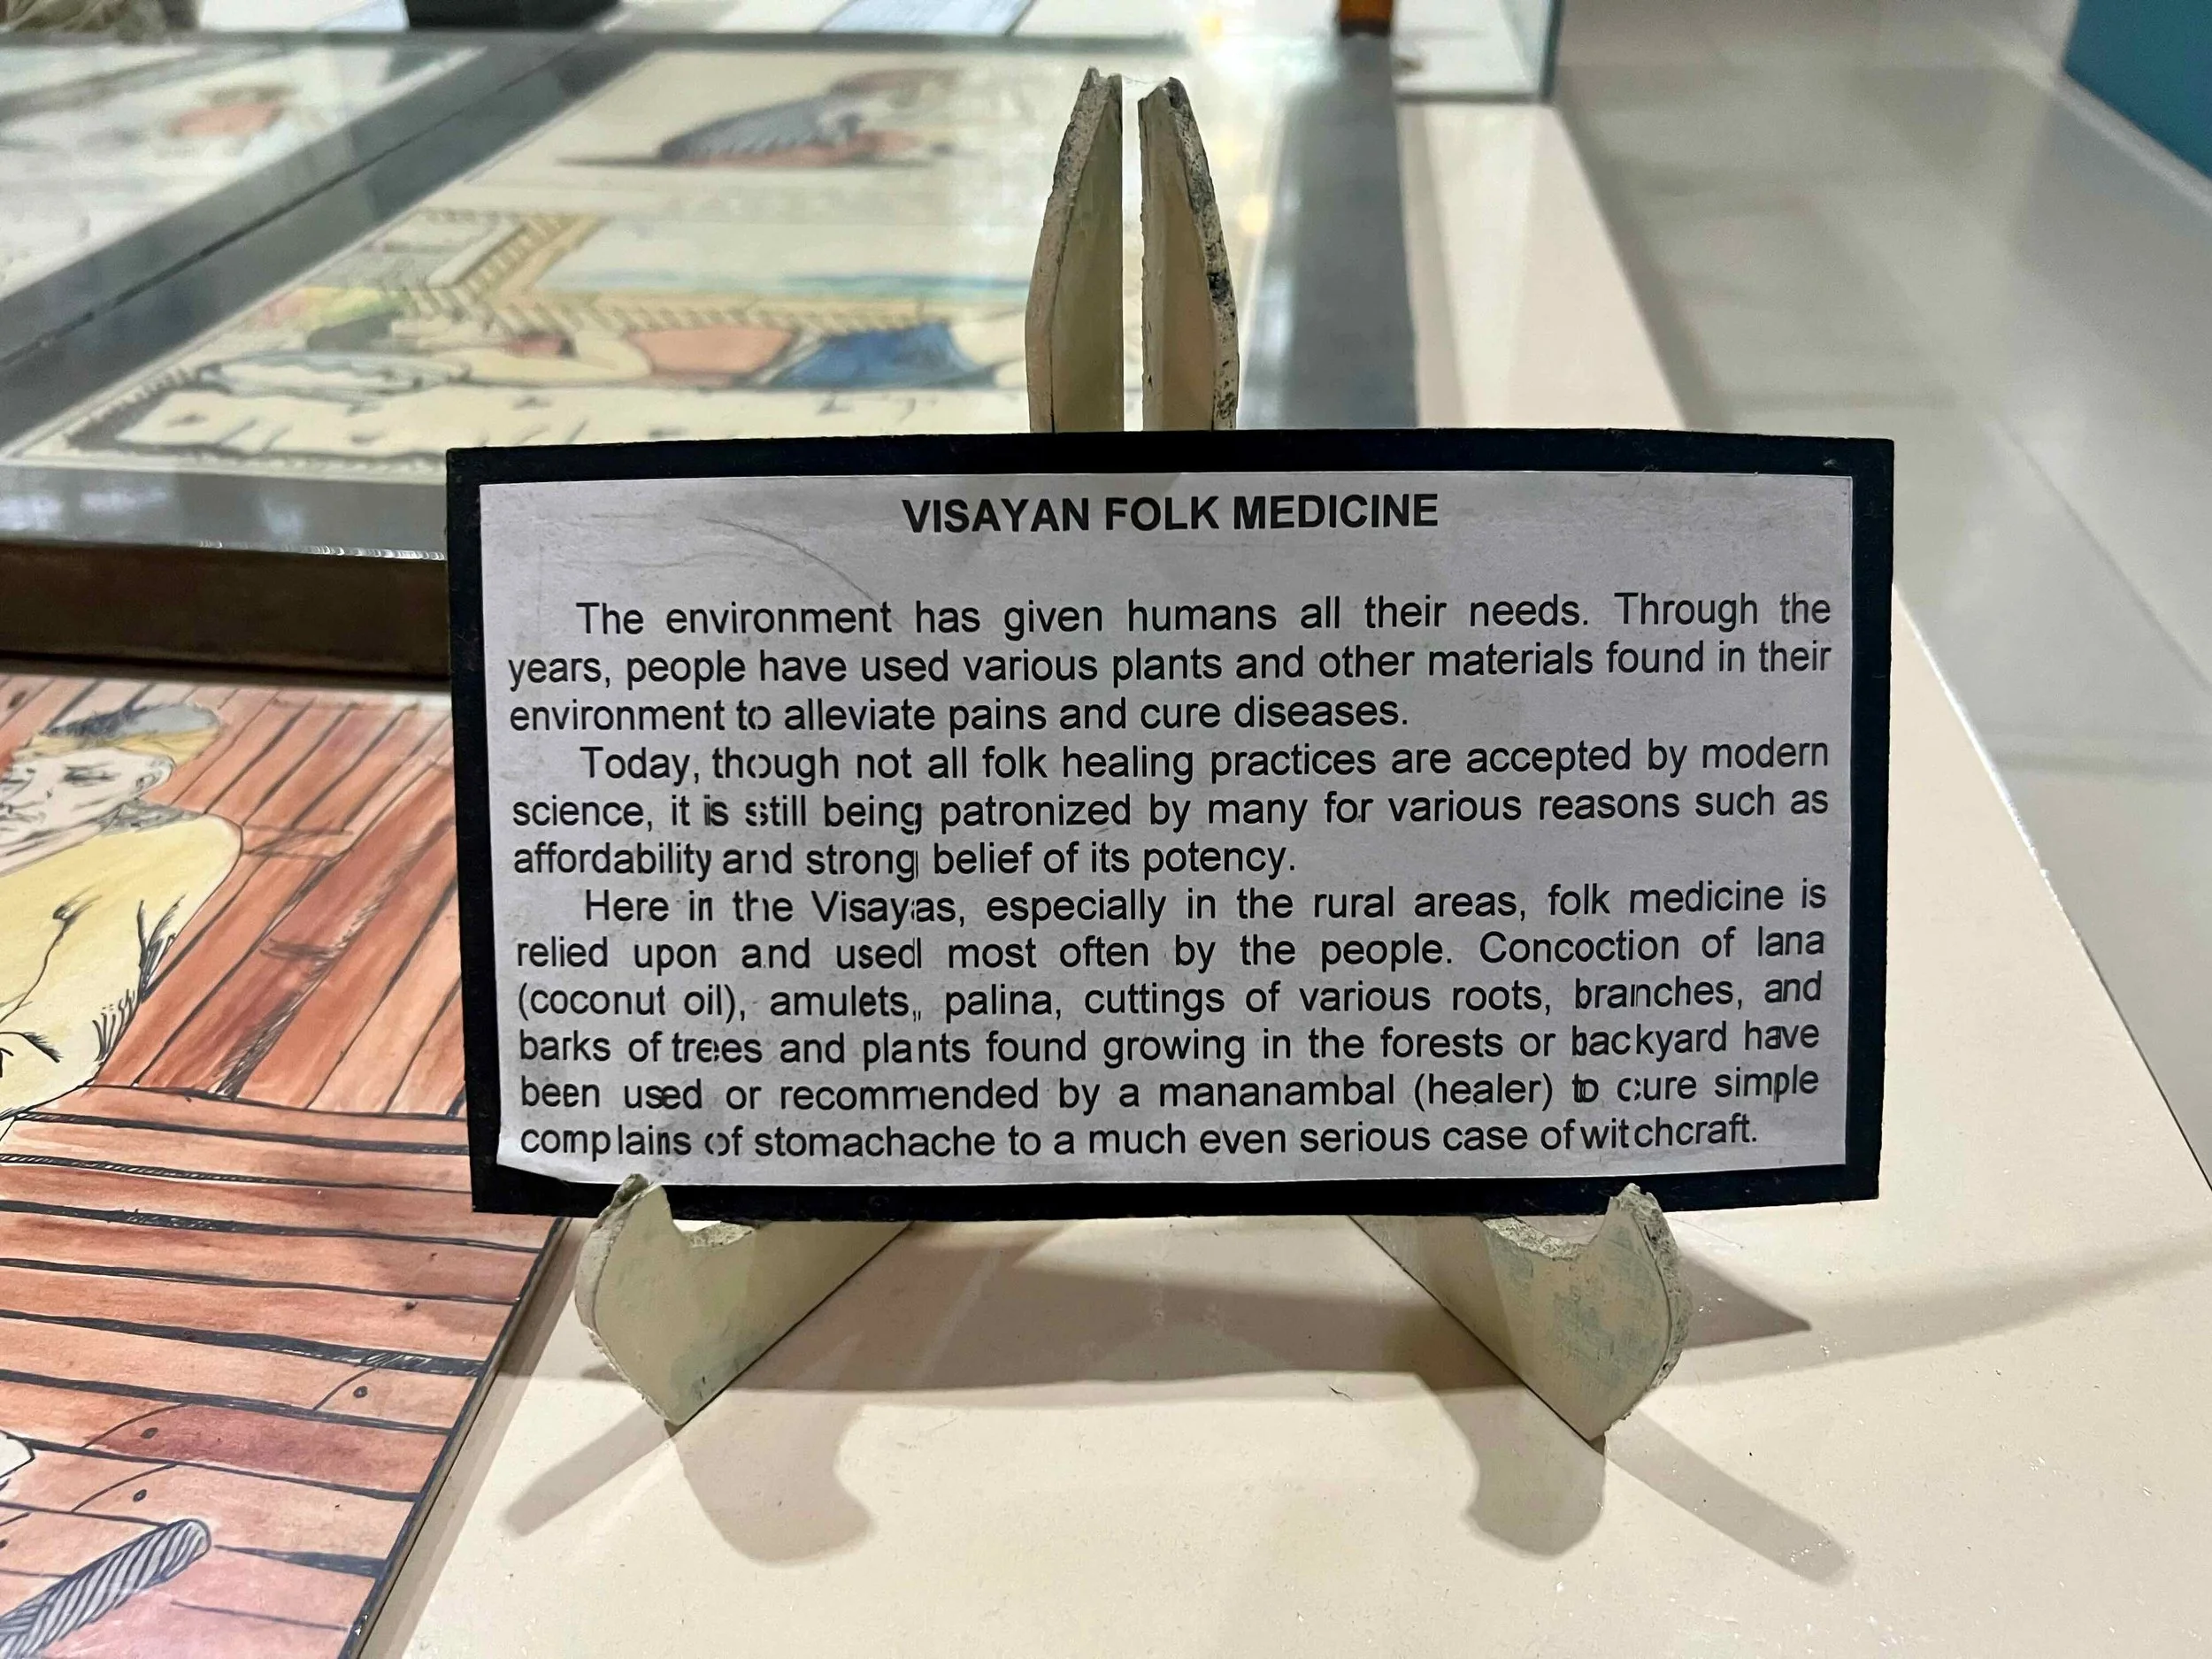 VISAYAN FOLK MEDICINE
The environment has given humans all their needs. Through the
years, people have used various plants and other materials found in their
environment to alleviate pains and cure diseases.
Today, though not all folk healing practices are accepted by modern
science, it is still being patronized by many for various reasons such as
affordability and strong belief of its potency.
Here in the Visayas, especially in the rural areas, folk medicine is
relied upon and used most often by the people. Concoction of lana
(coconut oil), amulets, palina, cuttings of various roots, branches, and
barks of trees and plants found growing in the forests or backyard have
been used or recommended by a mananambal (healer) to cure simple
complains of stomachache to a much even serious case of witchcraft.